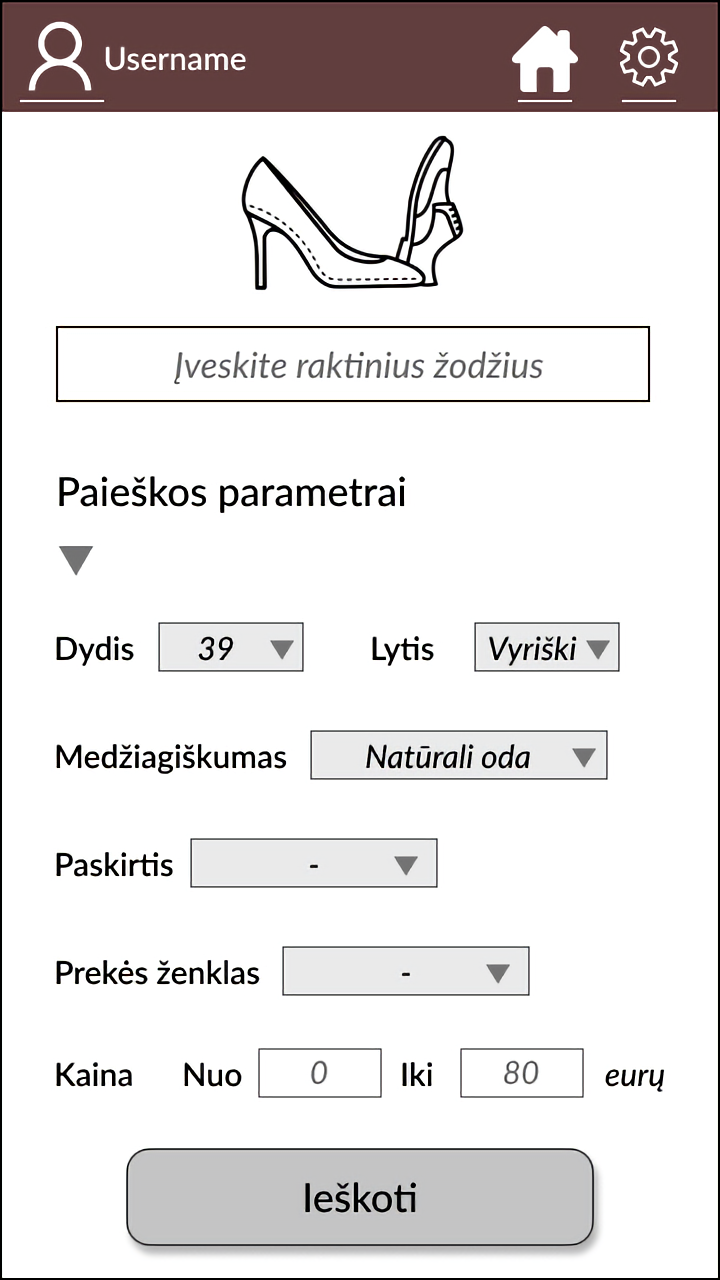 Username
Įveskite raktinius žodžius
Paieškos parametrai
Dydis 39 Lytis Vyriški
Medžiagiškumas Natūrali oda
Paskirtis -
Prekės ženklas -
Kaina Nuo 0 Iki 80 eurų
Ieškoti